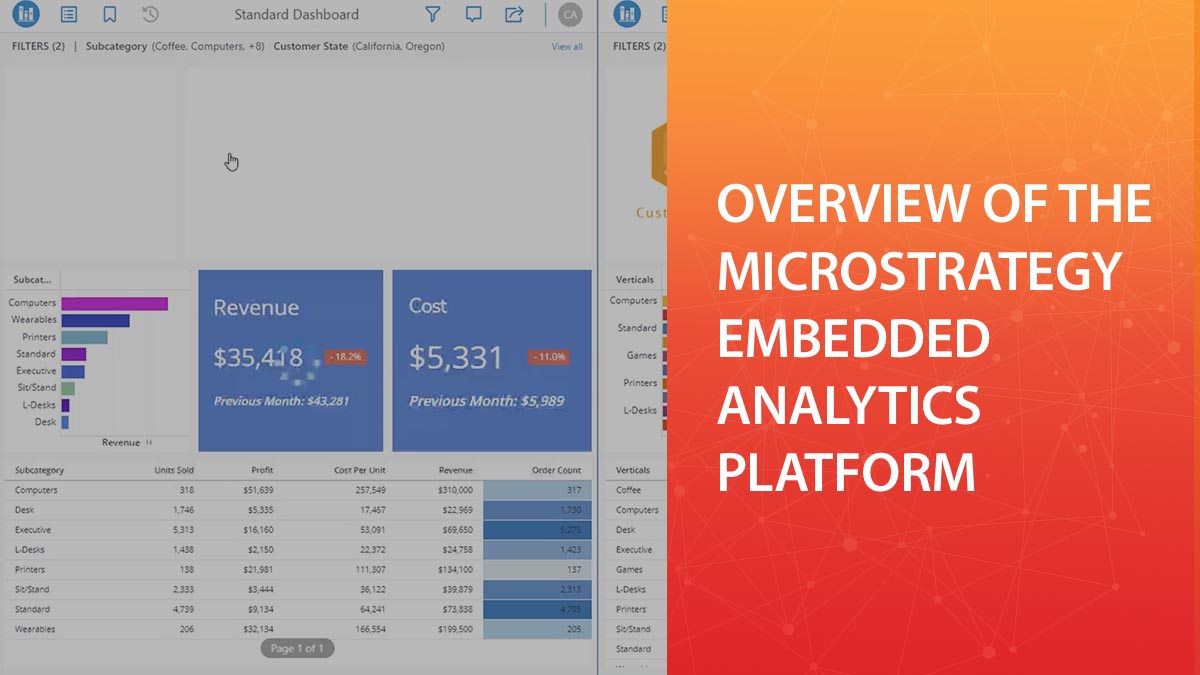 Standard Dashboard
CA
FILTERS (2) | Subcategory (Coffee, Computers, +8) Customer State (California, Oregon)
View all
Subcat...
Computers
Wearables
Printers
Standard
Executive
Sit/Stand
L-Desks
Desk
Revenue
Revenue
$35,418 - 18.2%
Previous Month: $43,281
Cost
$5,331 - 11.0%
Previous Month: $5,989
Subcategory Units Sold Profit Cost Per Unit Revenue Order Count
Computers 318 $51,639 257,549 $310,000 317
Desk 1,746 $5,335 17,467 $22,969 1,730
Executive 5,313 $16,160 53,091 $69,650 5,275
L-Desks 1,438 $2,150 22,372 $24,758 1,423
Printers 138 $21,981 111,307 $134,100 137
Sit/Stand 2,333 $3,444 36,122 $39,879 2,313
Standard 4,739 $9,134 64,241 $73,838 4,705
Wearables 206 $32,134 166,554 $199,500 205
Page 1 of 1
FILTERS (2)
Cust
Verticals
Computers
Standard
Games
Printers
L-Desks
Verticals
Coffee
Computers
Desk
Executive
Games
L-Desks
Printers
Sit/Stand
Standard
OVERVIEW OF THE
MICROSTRATEGY
EMBEDDED
ANALYTICS
PLATFORM